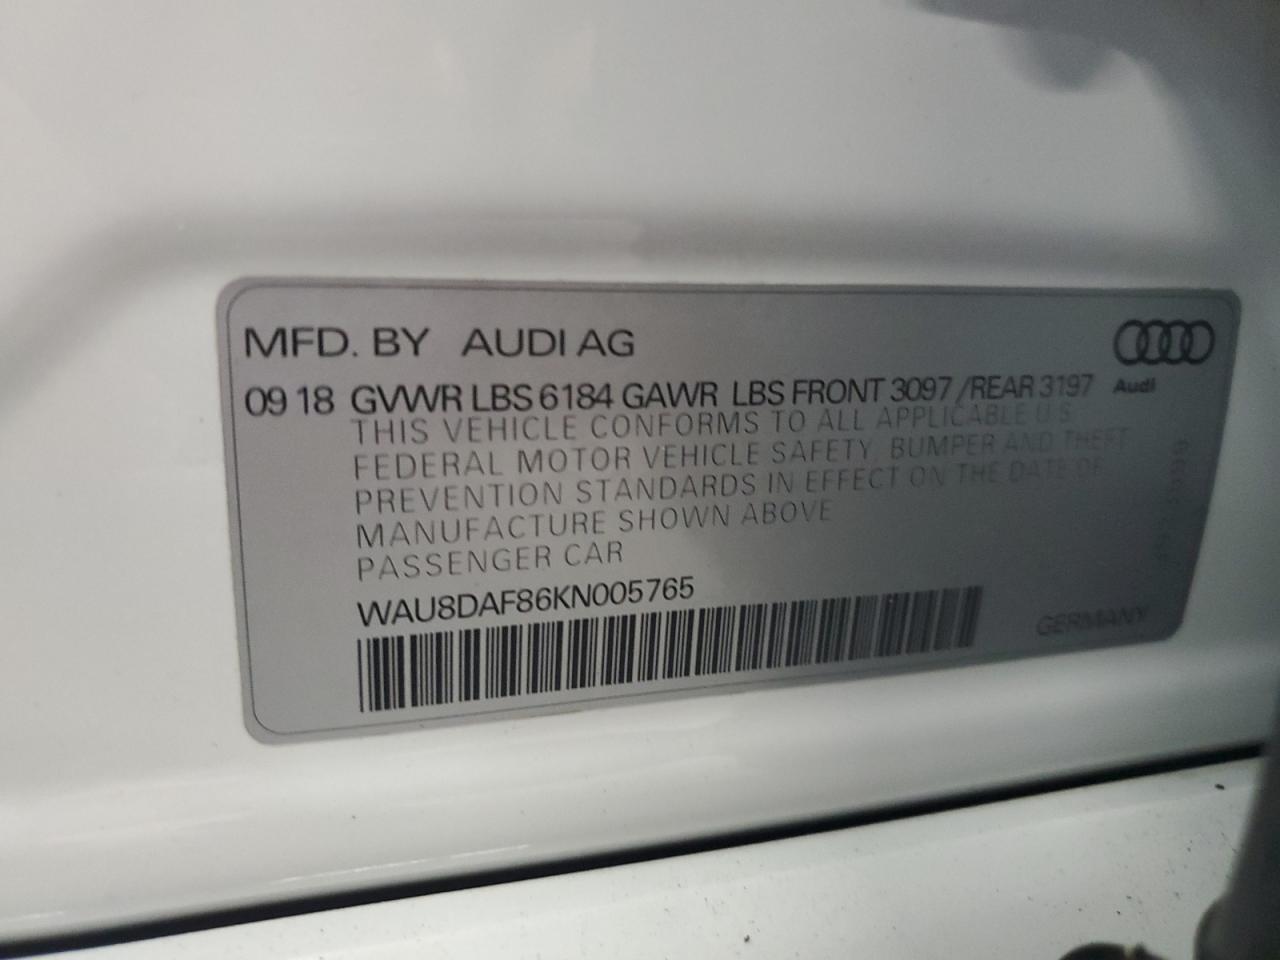 MFD. BY AUDI AG
09 18 GVWR LBS 6184 GAWR LBS FRONT 3097 /REAR 3197
Audi
THIS VEHICLE CONFORMS TO ALL APPLICABLE U S
FEDERAL MOTOR VEHICLE SAFETY, BUMPER AND THEFT
PREVENTION STANDARDS IN EFFECT ON THE DATE OF
MANUFACTURE SHOWN ABOVE
PASSENGER CAR
WAU8DAF86KN005765
GERMANY